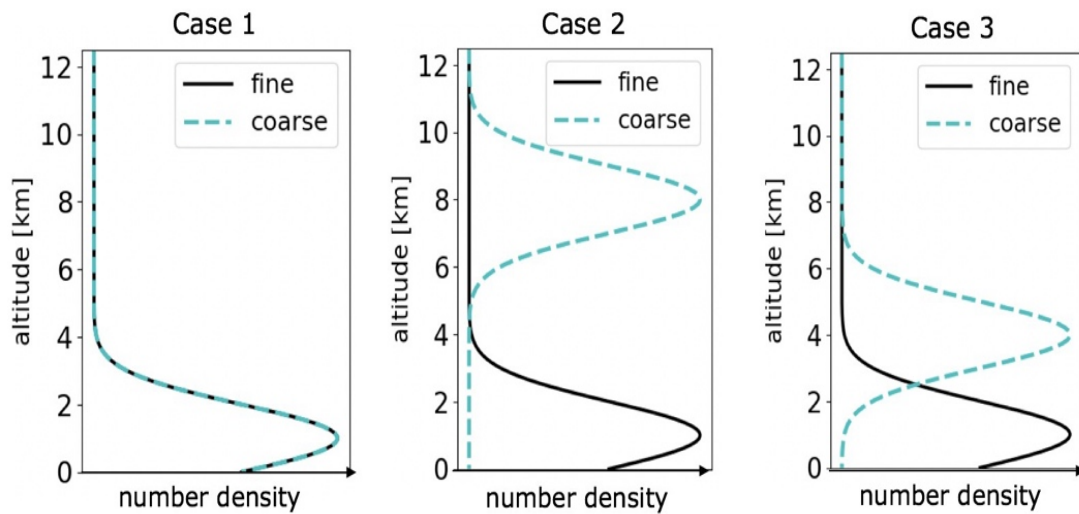 Case 1
fine
coarse
12
10
8
6
4
2
0
altitude [km]
number density
Case 2
fine
coarse
12
10
8
6
4
2
0
altitude [km]
number density
Case 3
fine
coarse
12
10
8
6
4
2
0
altitude [km]
number density